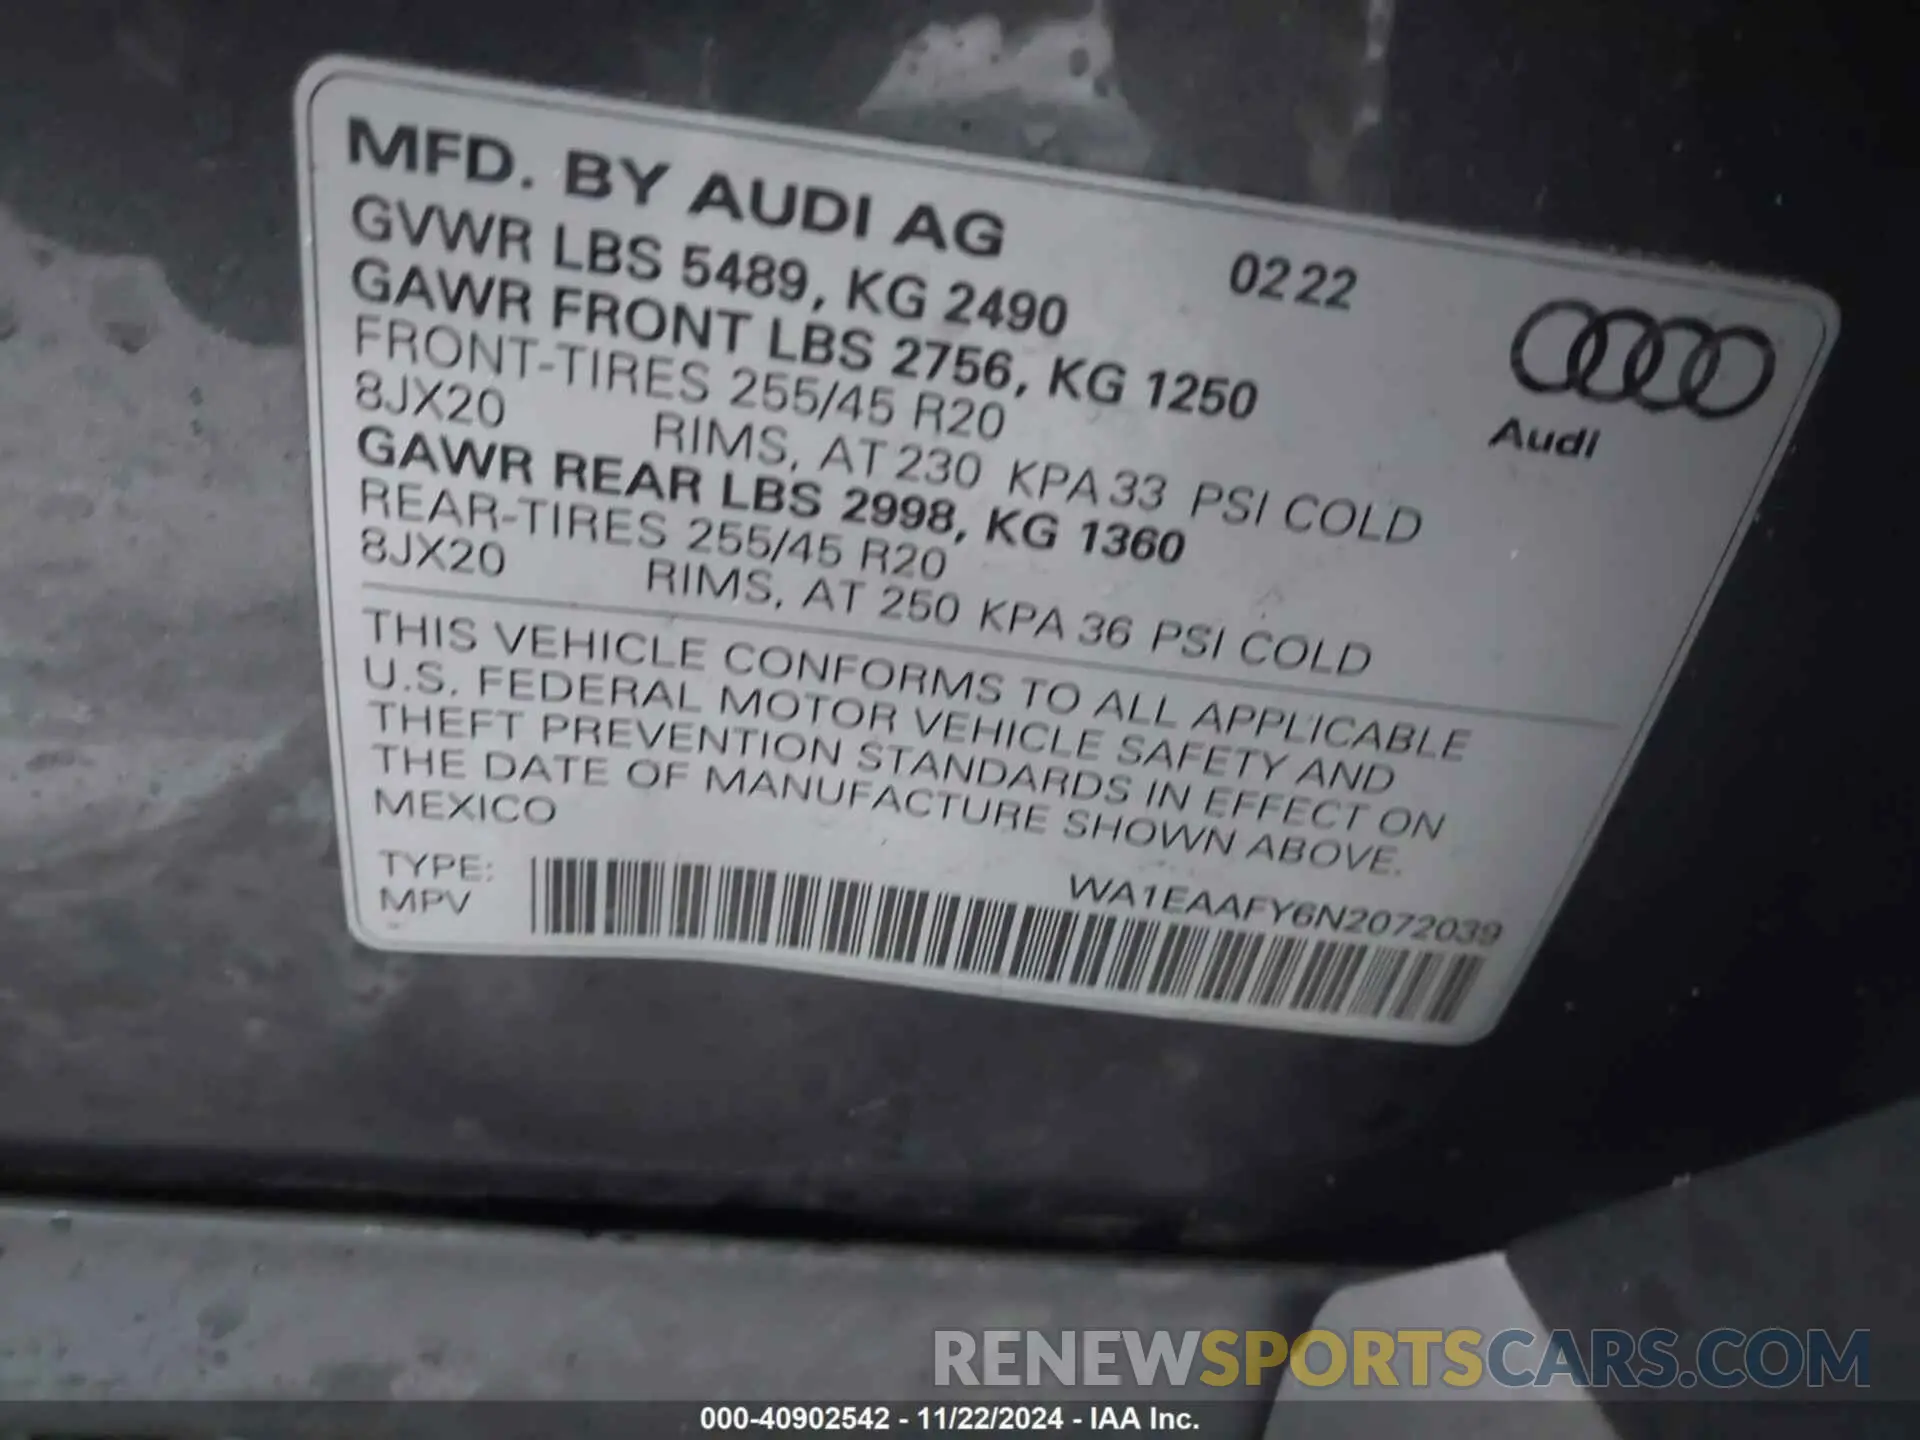 MFD. BY AUDI AG
0222
GVWR LBS 5489, KG 2490
GAWR FRONT LBS 2756, KG 1250
FRONT-TIRES 255/45 R20
8JX20 RIMS, AT 230 KPA 33 PSI COLD
GAWR REAR LBS 2998, KG 1360
REAR-TIRES 255/45 R20
8JX20 RIMS, AT 250 KPA 36 PSI COLD
Audi
THIS VEHICLE CONFORMS TO ALL APPLICABLE
U.S. FEDERAL MOTOR VEHICLE SAFETY AND
THEFT PREVENTION STANDARDS IN EFFECT ON
THE DATE OF MANUFACTURE SHOWN ABOVE.
MEXICO
TYPE:
MPV
WA1EAAFY6N2072039
RENEWSPORTSCARS.COM
000-40902542 - 11/22/2024 - IAA Inc.